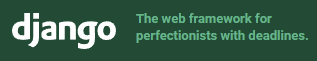 django
The web framework for
perfectionists with deadlines.